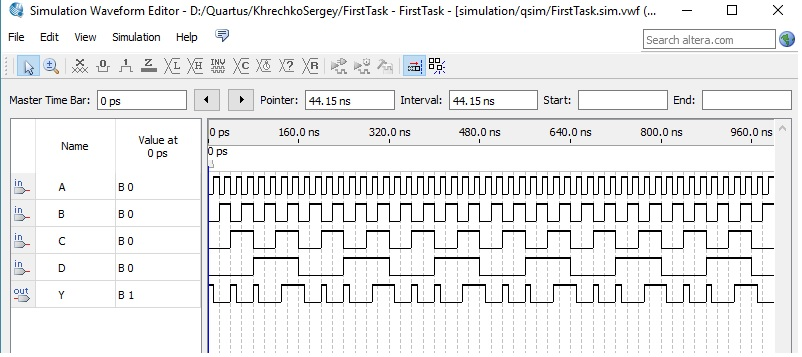 Simulation Waveform Editor - D:/Quartus/KhrechkoSergey/FirstTask - FirstTask - [simulation/qsim/FirstTask.sim.vwf (...
File Edit View Simulation Help
Search altera.com
Master Time Bar: 0 ps Pointer: 44.15 ns Interval: 44.15 ns Start: End:
Name Value at 0 ps
0 ps 160.0 ns 320.0 ns 480.0 ns 640.0 ns 800.0 ns 960.0 ns
0 ps
in A B 0
in B B 0
in C B 0
in D B 0
out Y B 1